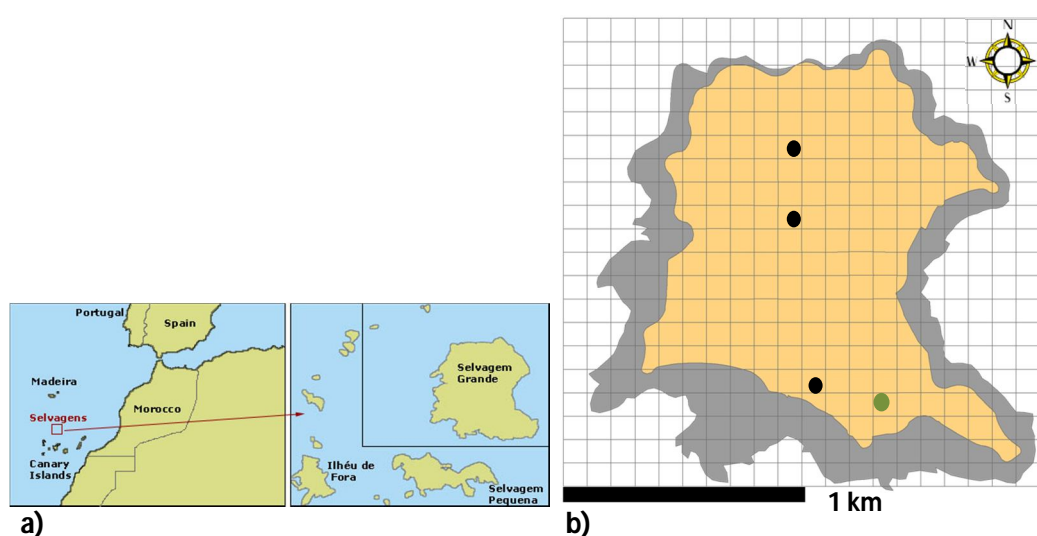 Portugal
Spain
Madeira
Morocco
Selvagens
Canary
Islands
Selvagem
Grande
Ilhéu de
Fora
Selvagem
Pequena
a)
N
W
S
1 km
b)